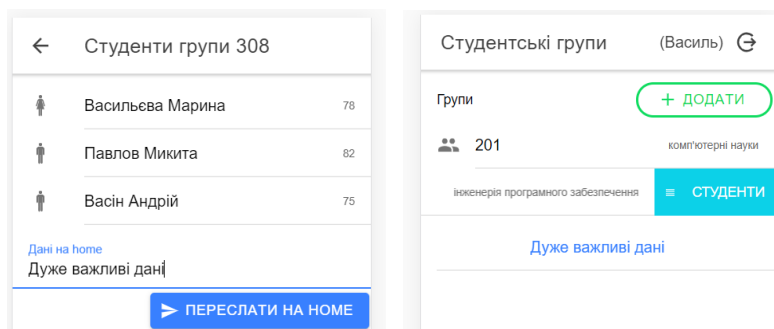 Студенти групи 308
Васильєва Марина 78
Павлов Микита 82
Васін Андрій 75
Дані на home
Дуже важливі дані
ПЕРЕСЛАТИ НА HOME
Студентські групи (Василь)
Групи + ДОДАТИ
201 комп'ютерні науки
інженерія програмного забезпечення СТУДЕНТИ
Дуже важливі дані